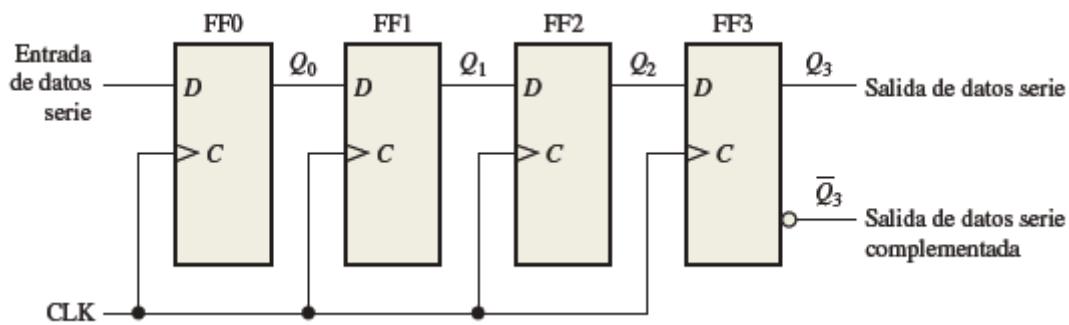 FF0
FF1
FF2
FF3
Entrada
de datos
serie
D
Q₀
D
Q₁
D
Q₂
D
Q₃
Salida de datos serie
C
C
C
C
Q̅₃
Salida de datos serie
complementada
CLK